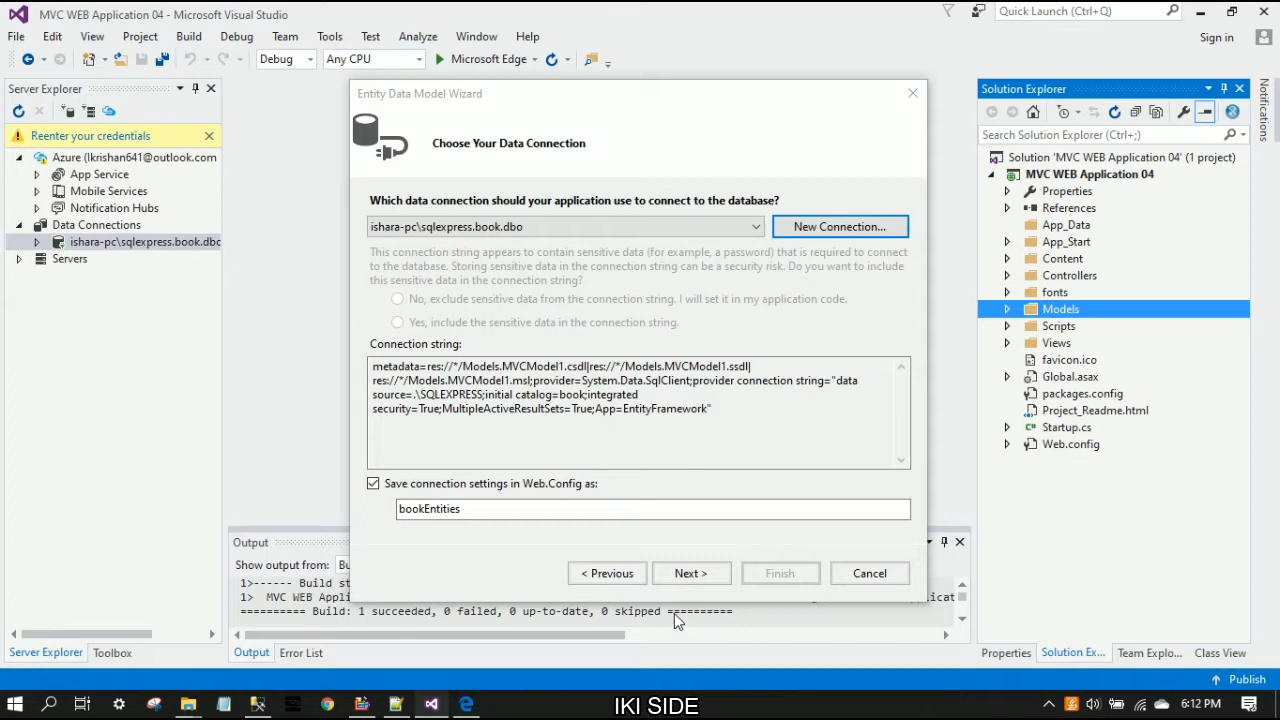 MVC WEB Application 04 - Microsoft Visual Studio
Quick Launch (Ctrl+Q)
File Edit View Project Build Debug Team Tools Test Analyze Window Help
Sign in
Debug Any CPU Microsoft Edge
Server Explorer
Reenter your credentials
Azure (lkrishan641@outlook.com
App Service
Mobile Services
Notification Hubs
Data Connections
ishara-pc\sqlexpress.book.dbo
Servers
Entity Data Model Wizard
Choose Your Data Connection
Which data connection should your application use to connect to the database?
ishara-pc\sqlexpress.book.dbo
New Connection...
This connection string appears to contain sensitive data (for example, a password) that is required to connect
to the database. Storing sensitive data in the connection string can be a security risk. Do you want to include
this sensitive data in the connection string?
No, exclude sensitive data from the connection string. I will set it in my application code.
Yes, include the sensitive data in the connection string.
Connection string:
metadata=res://*/Models.MVCModel1.csdl|res://*/Models.MVCModel1.ssdl|
res://*/Models.MVCModel1.msl;provider=System.Data.SqlClient;provider connection string="data
source=.\SQLEXPRESS;initial catalog=book;integrated
security=True;MultipleActiveResultSets=True;App=EntityFramework"
Save connection settings in Web.Config as:
bookEntities
< Previous Next > Finish Cancel
Solution Explorer
Search Solution Explorer (Ctrl+;)
Solution 'MVC WEB Application 04' (1 project)
MVC WEB Application 04
Properties
References
App_Data
App_Start
Content
Controllers
fonts
Models
Scripts
Views
favicon.ico
Global.asax
packages.config
Project_Readme.html
Startup.cs
Web.config
Notifications
Output
Show output from: Bu
1>------ Build st
1> MVC WEB Applic
========== Build: 1 succeeded, 0 failed, 0 up-to-date, 0 skipped ==========
Server Explorer Toolbox
Output Error List
Properties Solution Ex... Team Explo... Class View
Publish
IKI SIDE
6:12 PM